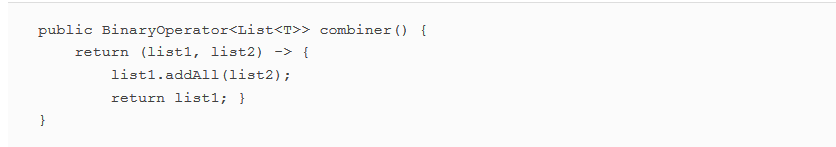 public BinaryOperator<List<T>> combiner() {
    return (list1, list2) -> {
        list1.addAll(list2);
        return list1; }
}